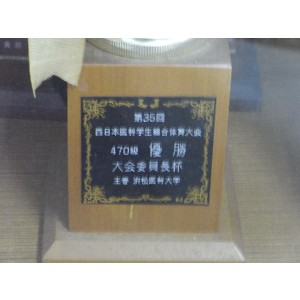 第35回
西日本医科学生総合体育大会
470級 優勝
大会委員長杯
主管 浜松医科大学